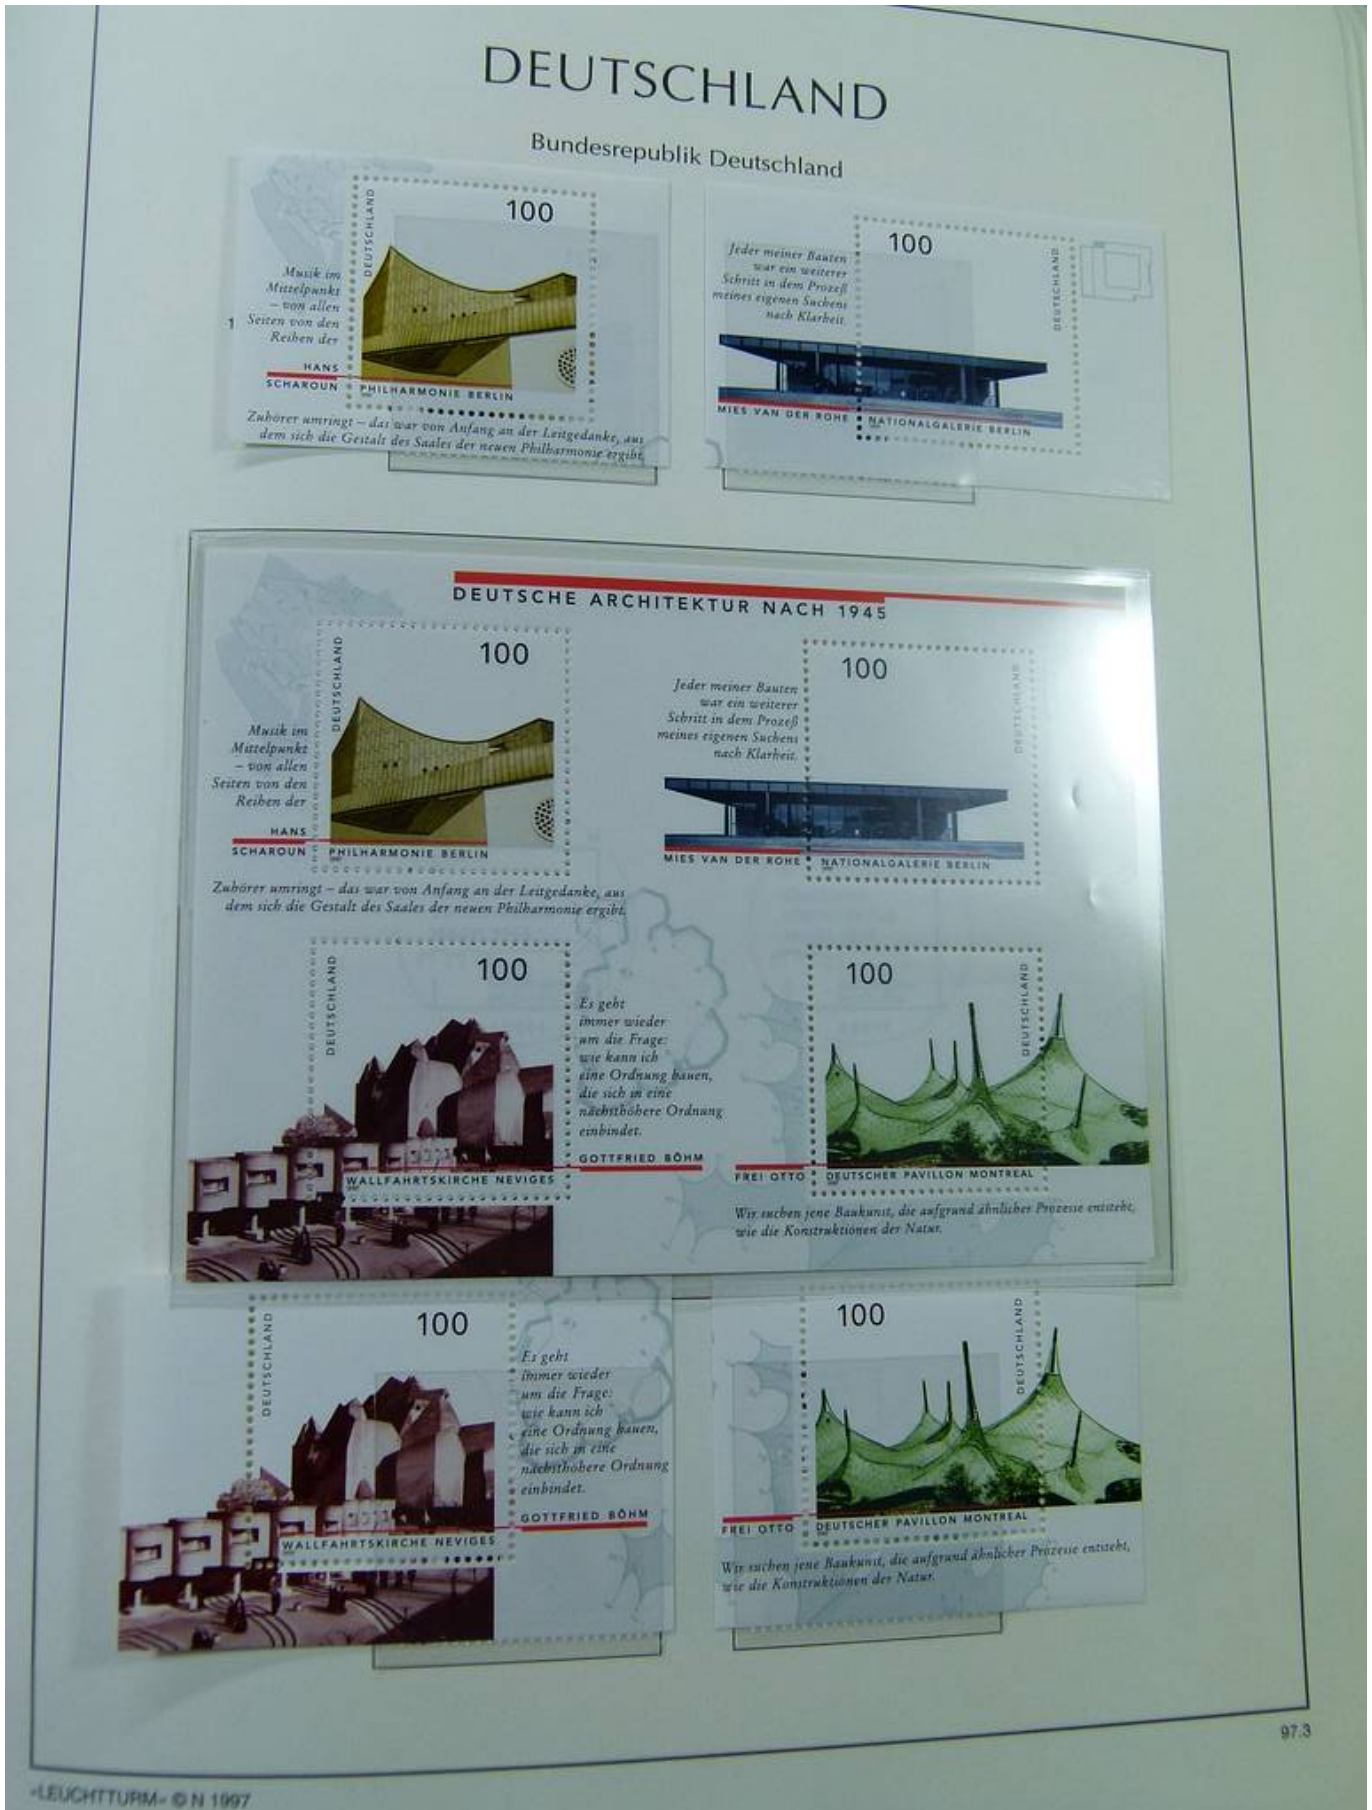 DEUTSCHLAND
Bundesrepublik Deutschland
100
DEUTSCHLAND
Musik im
Mittelpunkt
– von allen
Seiten von den
Reihen der
1
HANS
SCHAROUN
PHILHARMONIE BERLIN
Zuhörer umringt – das war von Anfang an der Leitgedanke, aus
dem sich die Gestalt des Saales der neuen Philharmonie ergibt.
100
DEUTSCHLAND
Jeder meiner Bauten
war ein weiterer
Schritt in dem Prozeß
meines eigenen Suchens
nach Klarheit.
MIES VAN DER ROHE
NATIONALGALERIE BERLIN
DEUTSCHE ARCHITEKTUR NACH 1945
100
DEUTSCHLAND
Musik im
Mittelpunkt
– von allen
Seiten von den
Reihen der
HANS
SCHAROUN
PHILHARMONIE BERLIN
Zuhörer umringt – das war von Anfang an der Leitgedanke, aus
dem sich die Gestalt des Saales der neuen Philharmonie ergibt.
100
DEUTSCHLAND
Jeder meiner Bauten
war ein weiterer
Schritt in dem Prozeß
meines eigenen Suchens
nach Klarheit.
MIES VAN DER ROHE
NATIONALGALERIE BERLIN
100
DEUTSCHLAND
Es geht
immer wieder
um die Frage:
wie kann ich
eine Ordnung bauen,
die sich in eine
nächsthöhere Ordnung
einbindet.
GOTTFRIED BÖHM
WALLFAHRTSKIRCHE NEVIGES
100
DEUTSCHLAND
FREI OTTO
DEUTSCHER PAVILLON MONTREAL
Wir suchen jene Baukunst, die aufgrund ähnlicher Prozesse entsteht,
wie die Konstruktionen der Natur.
100
DEUTSCHLAND
Es geht
immer wieder
um die Frage:
wie kann ich
eine Ordnung bauen,
die sich in eine
nächsthöhere Ordnung
einbindet.
GOTTFRIED BÖHM
WALLFAHRTSKIRCHE NEVIGES
100
DEUTSCHLAND
FREI OTTO
DEUTSCHER PAVILLON MONTREAL
Wir suchen jene Baukunst, die aufgrund ähnlicher Prozesse entsteht,
wie die Konstruktionen der Natur.
97.3
»LEUCHTTURM« © N 1997